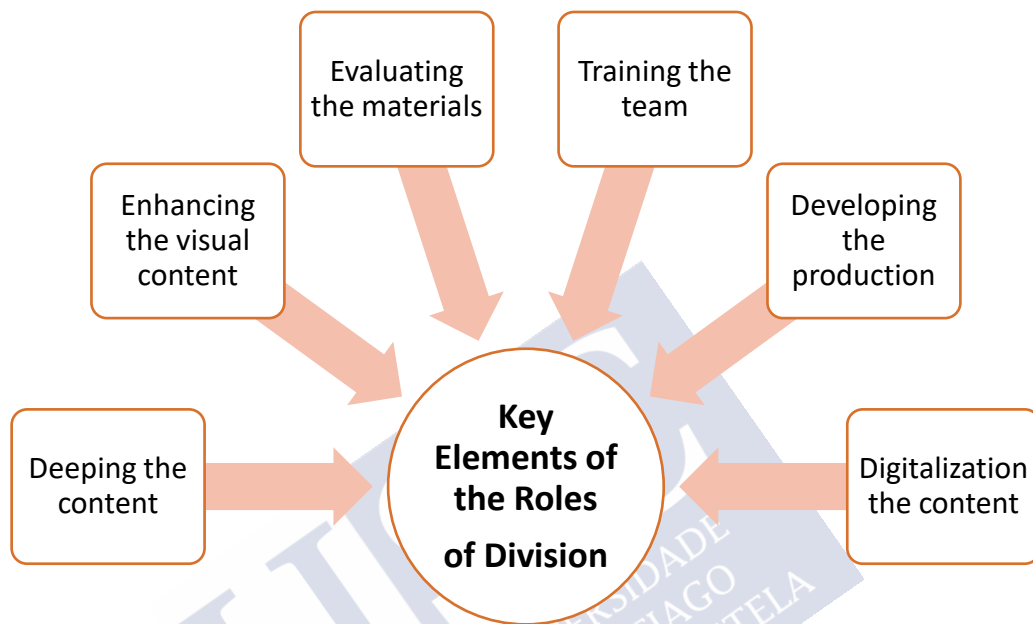 Evaluating
the materials
Training the
team
Enhancing
the visual
content
Developing
the
production
Deeping the
content
Key
Elements of
the Roles
of Division
Digitalization
the content